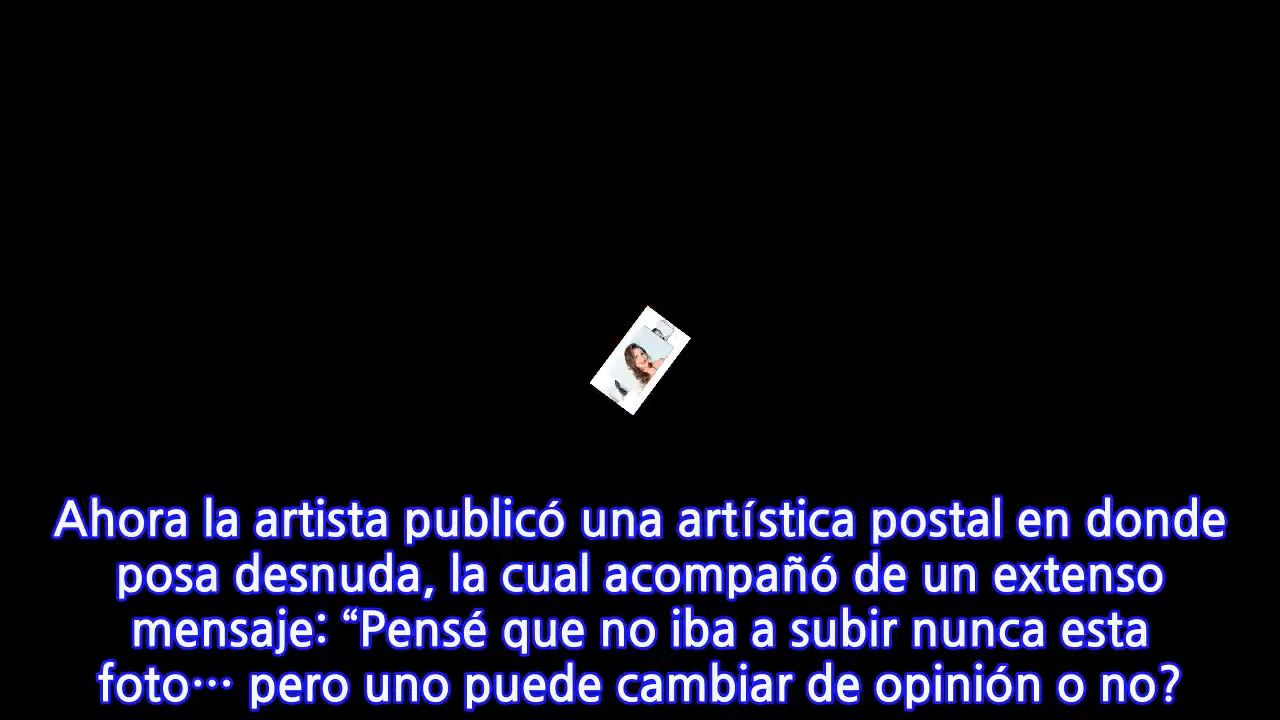 Ahora la artista publicó una artística postal en donde
posa desnuda, la cual acompañó de un extenso
mensaje: “Pensé que no iba a subir nunca esta
foto… pero uno puede cambiar de opinión o no?